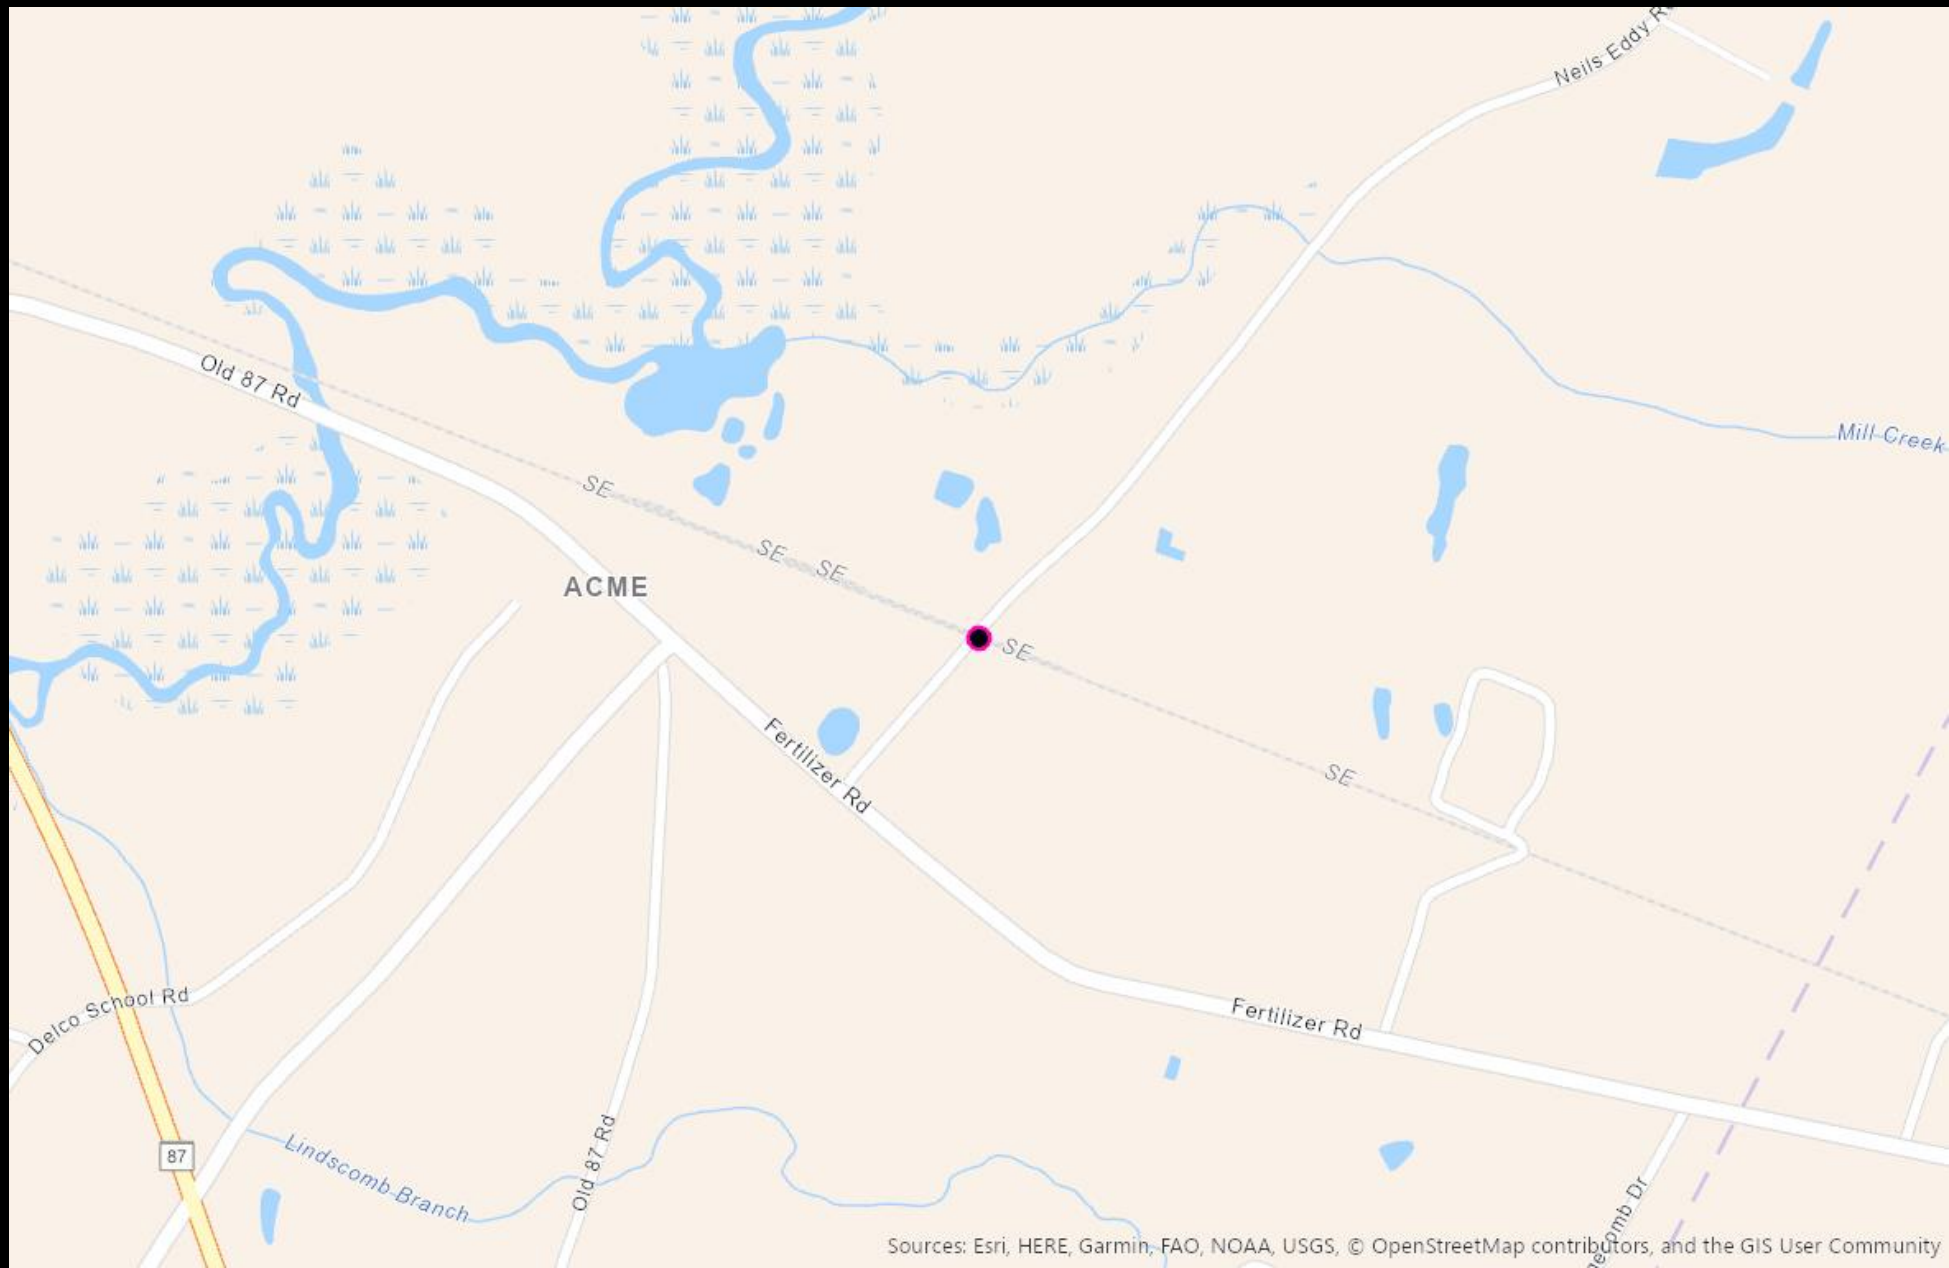 Neils Eddy Rd
Old 87 Rd
Mill Creek
SE
SE
SE
ACME
SE
Fertilizer Rd
SE
Delco School Rd
Fertilizer Rd
87
Lindscomb Branch
Old 87 Rd
Dr
Sources: Esri, HERE, Garmin, FAO, NOAA, USGS, © OpenStreetMap contributors, and the GIS User Community